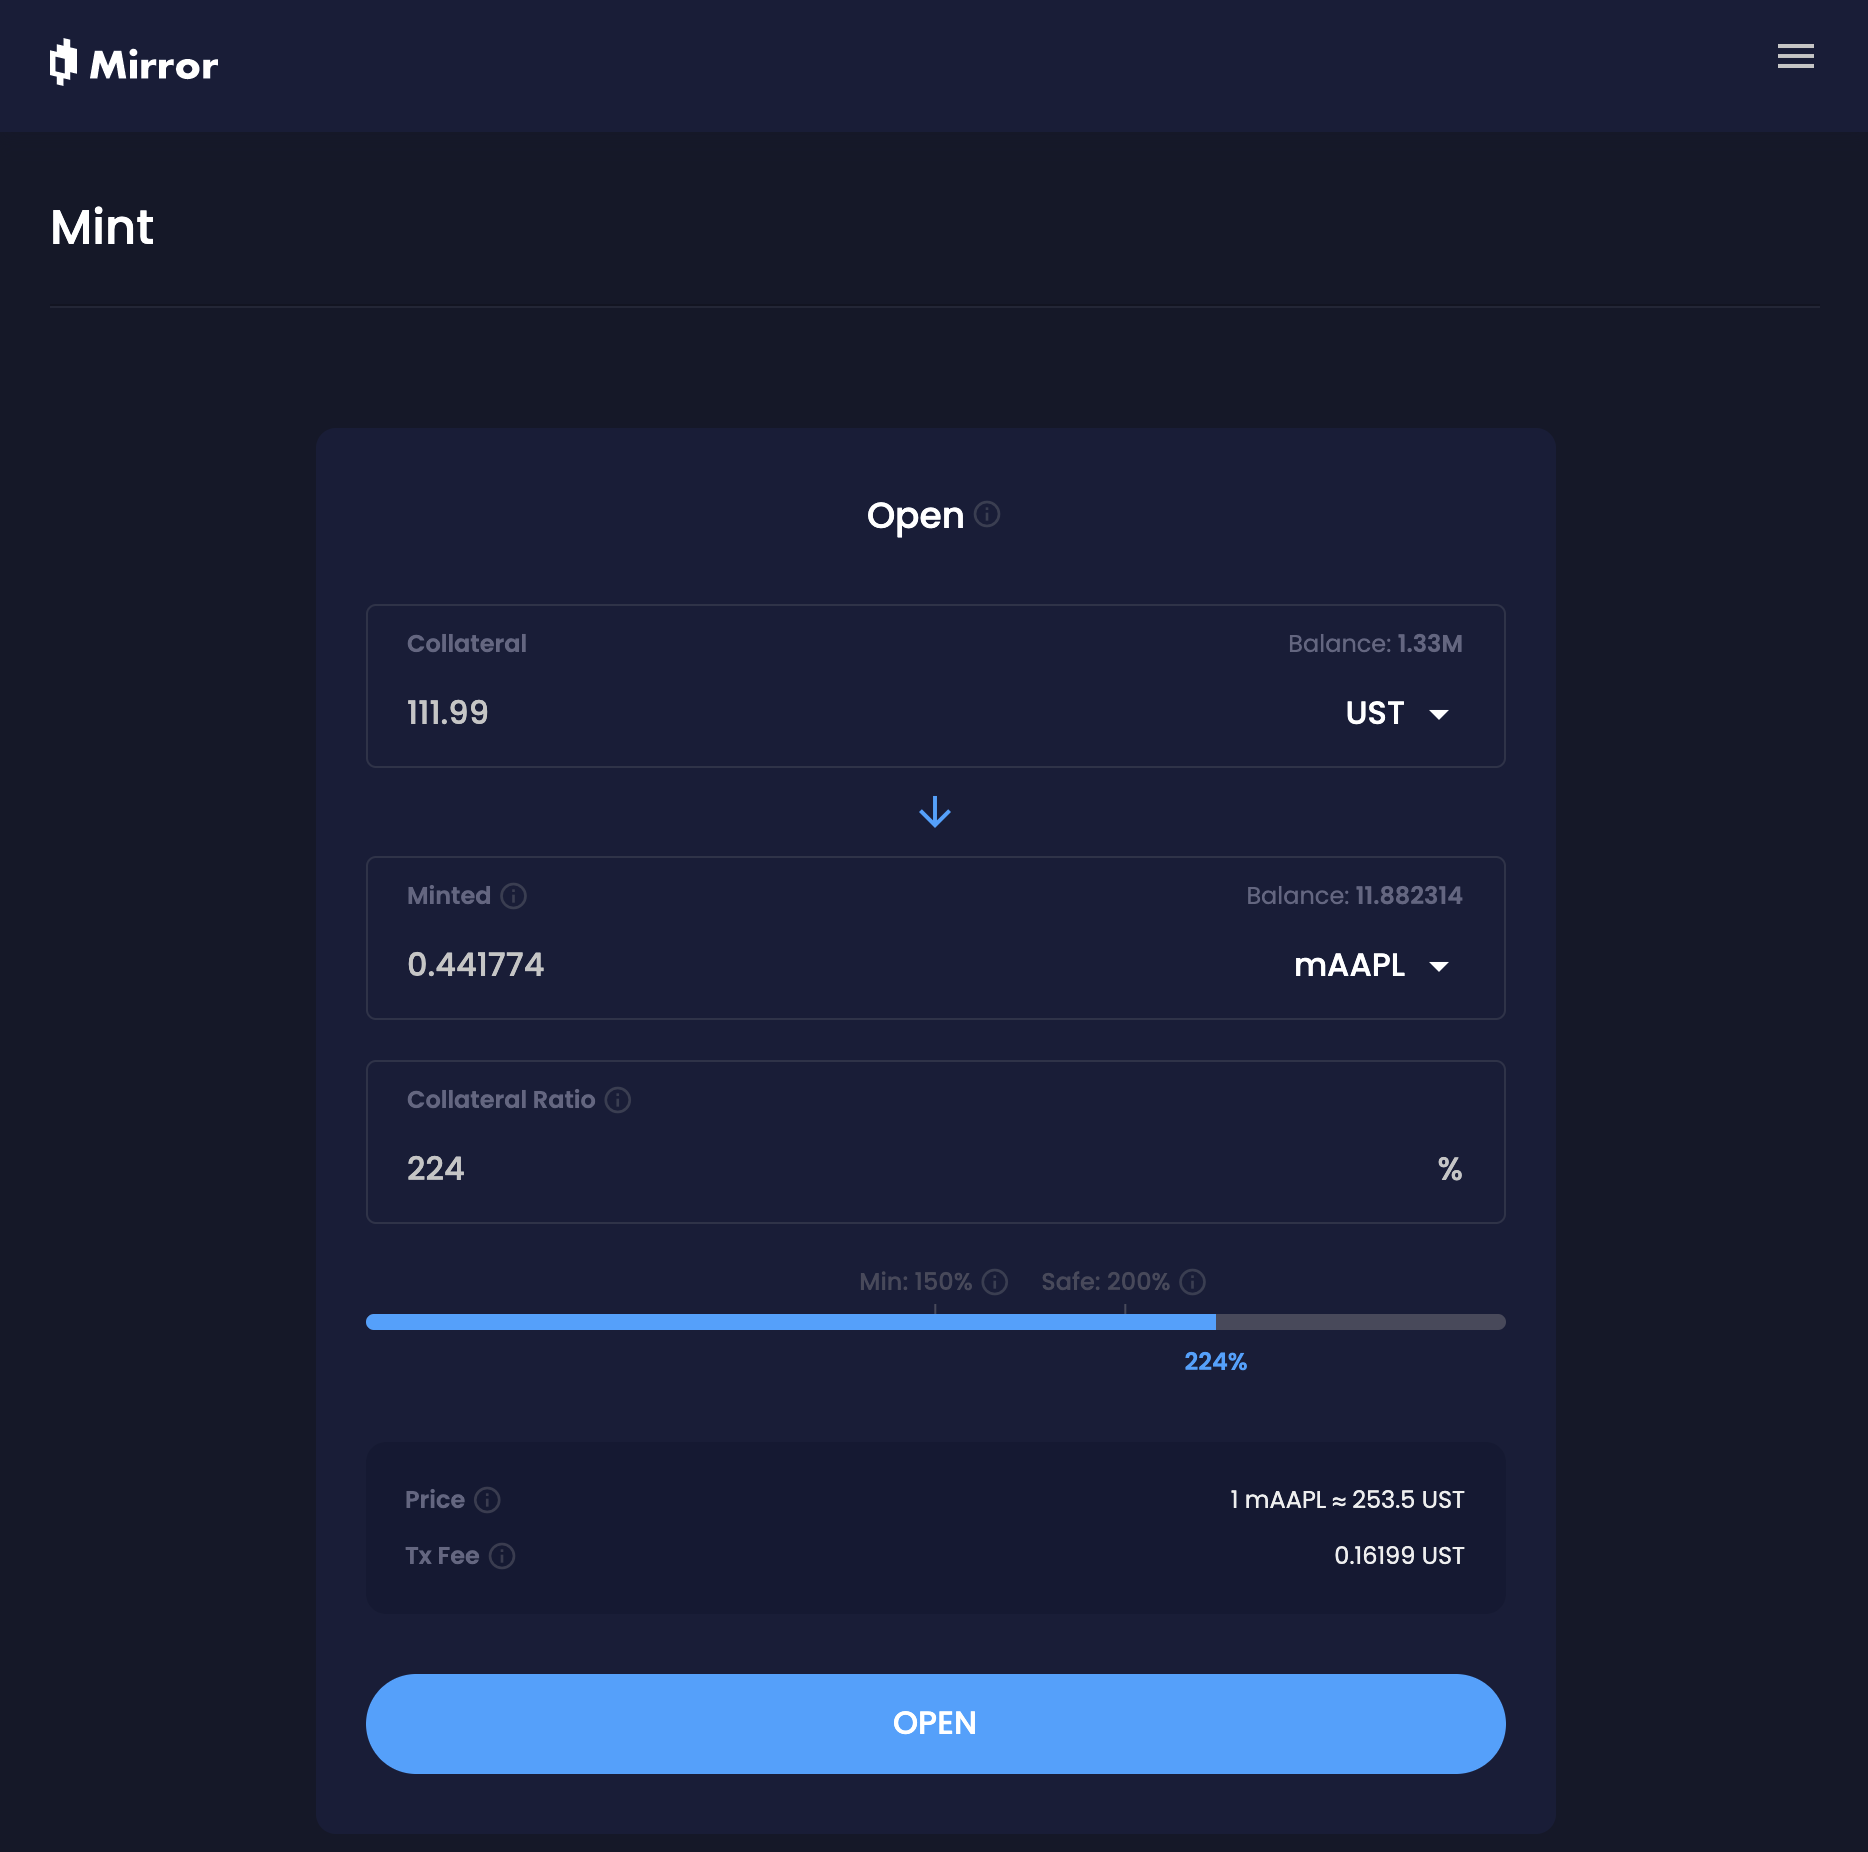 Mirror
Mint
Open
Collateral Balance: 1.33M
111.99 UST
Minted Balance: 11.882314
0.441774 mAAPL
Collateral Ratio
224 %
Min: 150% Safe: 200%
224%
Price 1 mAAPL ≈ 253.5 UST
Tx Fee 0.16199 UST
OPEN